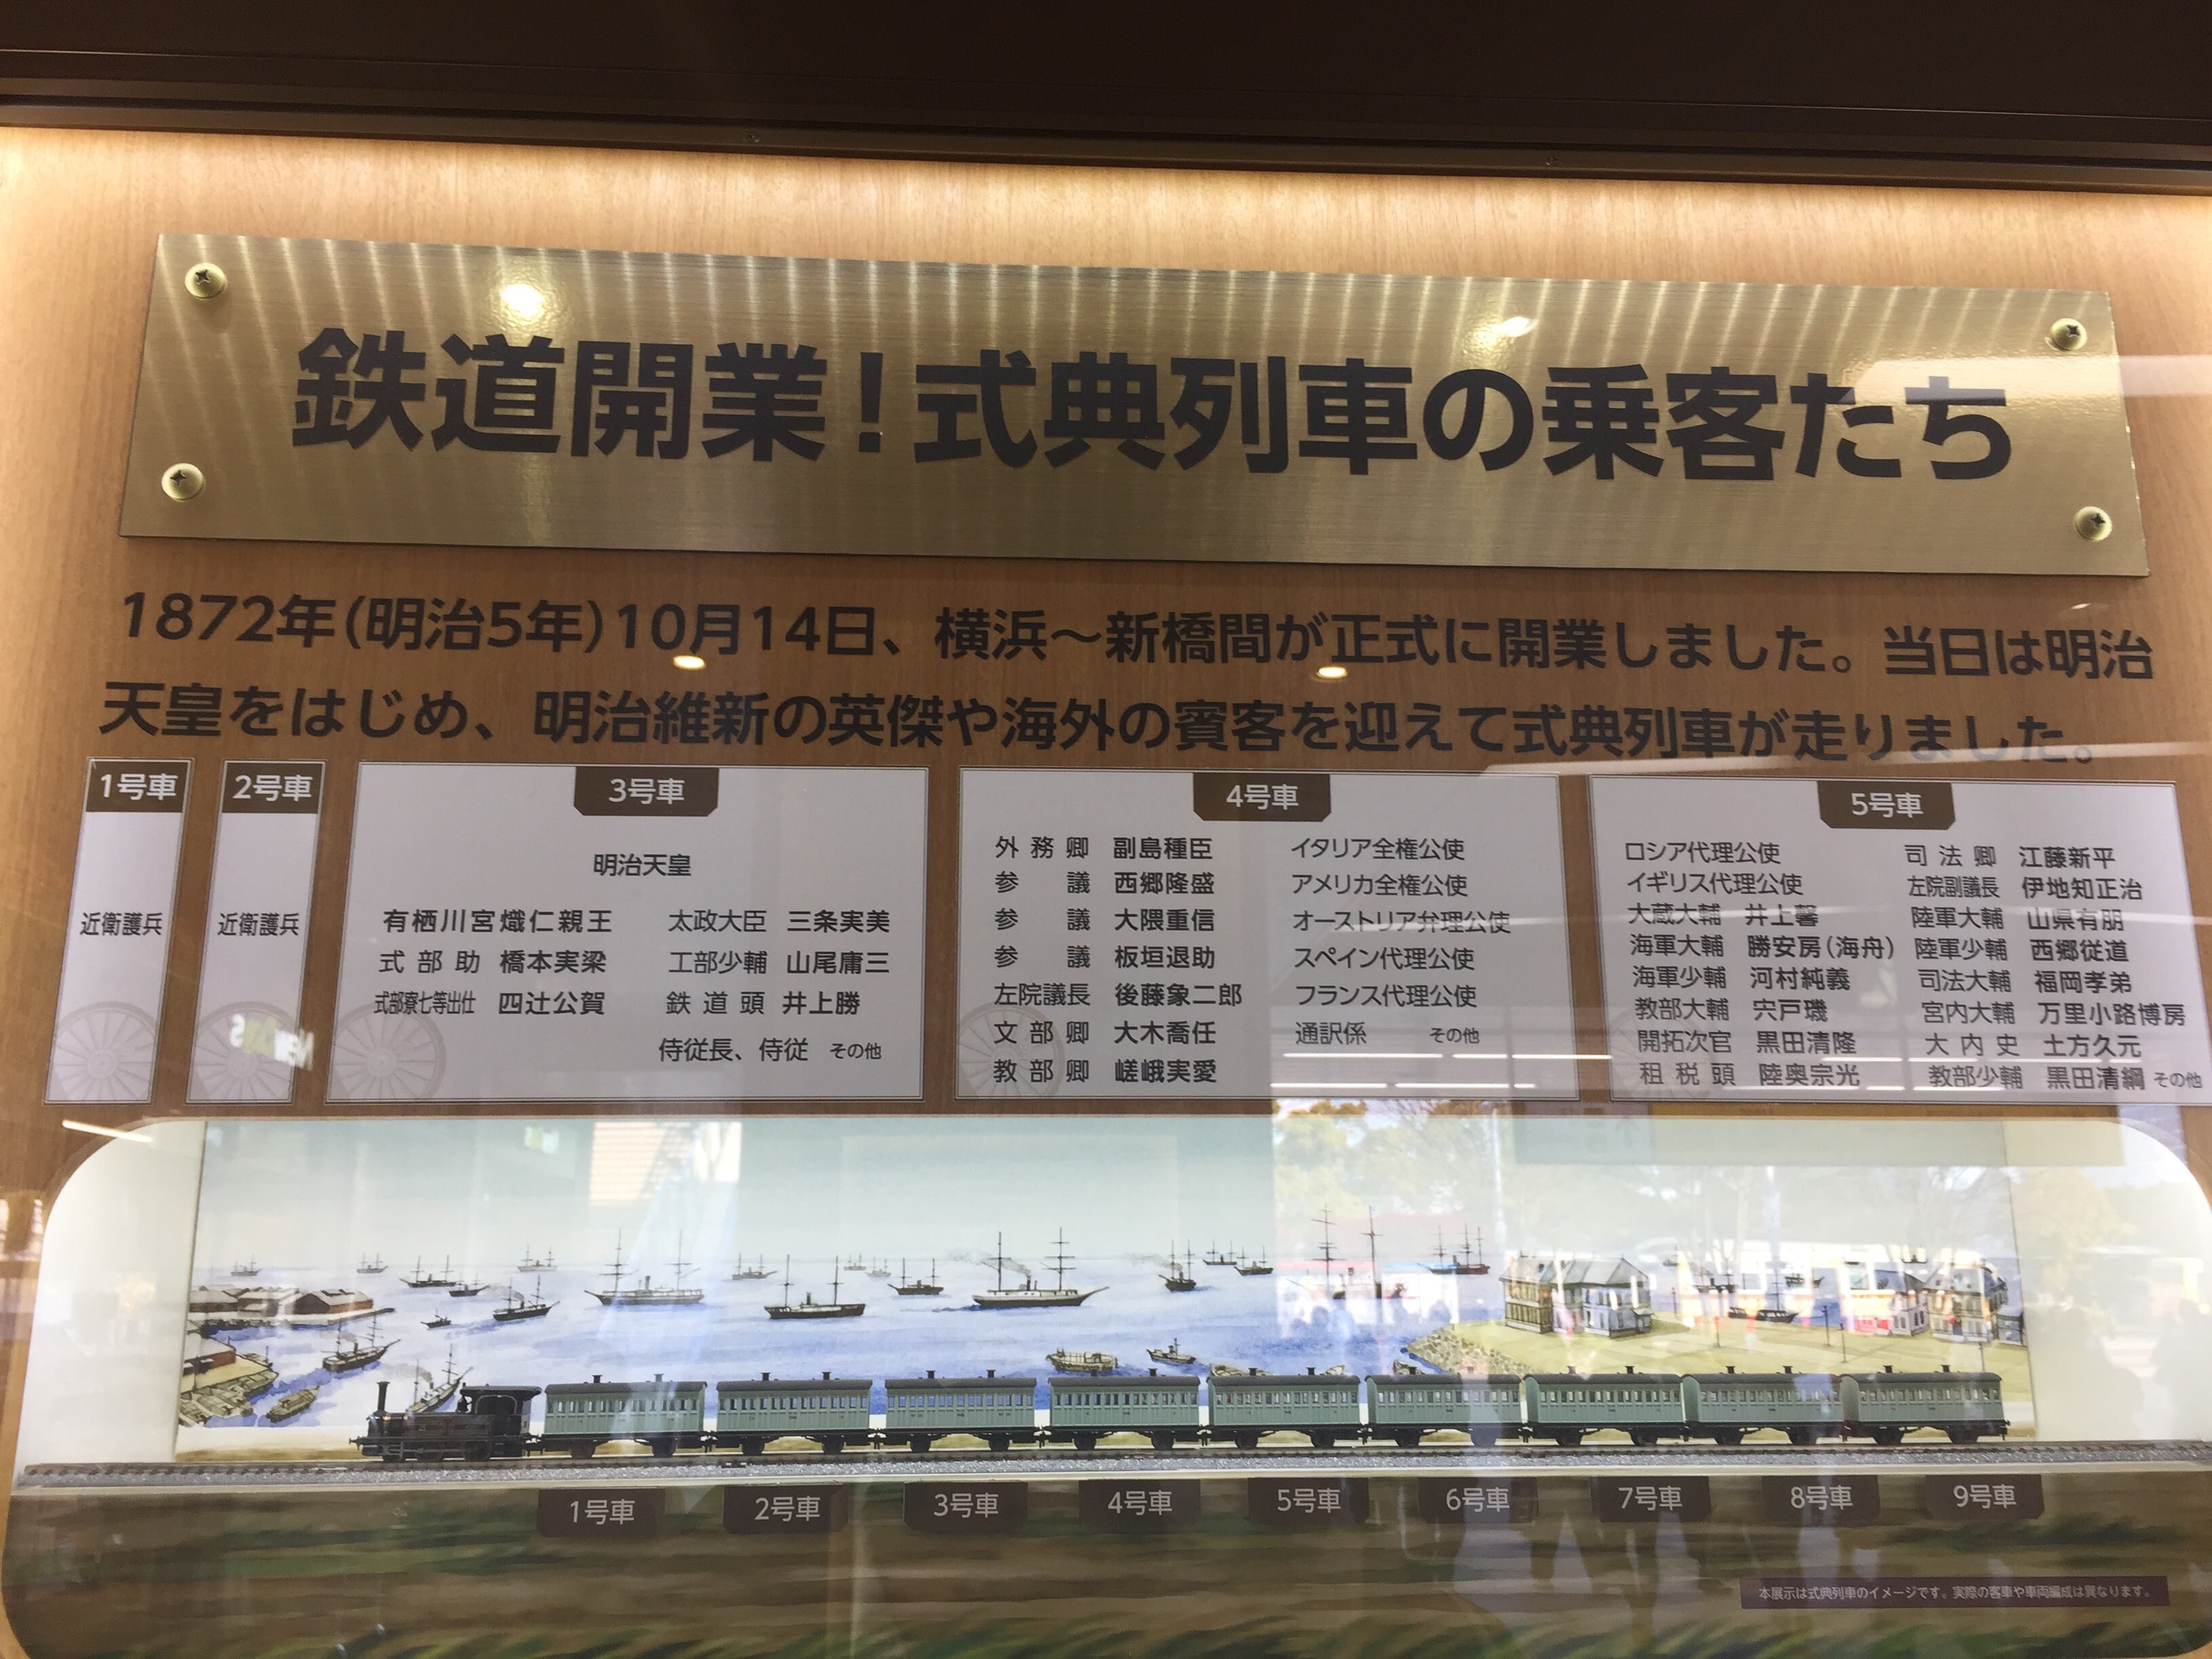 鉄道開業！式典列車の乗客たち
1872年（明治5年）10月14日、横浜～新橋間が正式に開業しました。当日は明治
天皇をはじめ、明治維新の英傑や海外の賓客を迎えて式典列車が走りました。
1号車
近衛護兵
2号車
近衛護兵
3号車
明治天皇
有栖川宮熾仁親王 太政大臣 三条実美
式部助 橋本実梁 工部少輔 山尾庸三
式部寮七等出仕 四辻公賀 鉄道頭 井上勝
侍従長、侍従 その他
4号車
外務卿 副島種臣 イタリア全権公使
参議 西郷隆盛 アメリカ全権公使
参議 大隈重信 オーストリア弁理公使
参議 板垣退助 スペイン代理公使
左院議長 後藤象二郎 フランス代理公使
文部卿 大木喬任 通訳係 その他
教部卿 嵯峨実愛
5号車
ロシア代理公使 司法卿 江藤新平
イギリス代理公使 左院副議長 伊地知正治
大蔵大輔 井上馨 陸軍大輔 山県有朋
海軍大輔 勝安房（海舟） 陸軍少輔 西郷従道
海軍少輔 河村純義 司法大輔 福岡孝弟
教部大輔 宍戸璣 宮内大輔 万里小路博房
開拓次官 黒田清隆 大内史 土方久元
租税頭 陸奥宗光 教部少輔 黒田清綱 その他
1号車 2号車 3号車 4号車 5号車 6号車 7号車 8号車 9号車
本展示は式典列車のイメージです。実際の客車や車両編成は異なります。